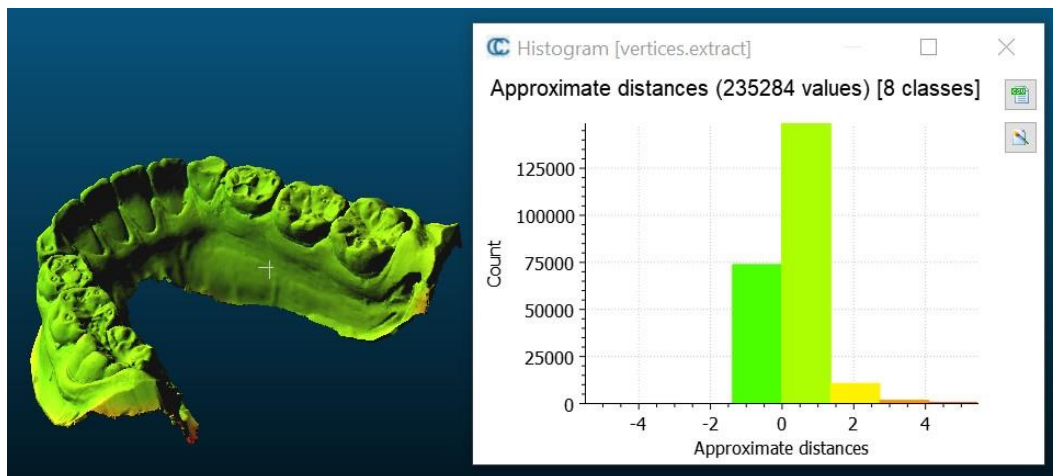 Histogram [vertices.extract]
Approximate distances (235284 values) [8 classes]
125000
100000
75000
50000
25000
0
Count
-4
-2
0
2
4
Approximate distances